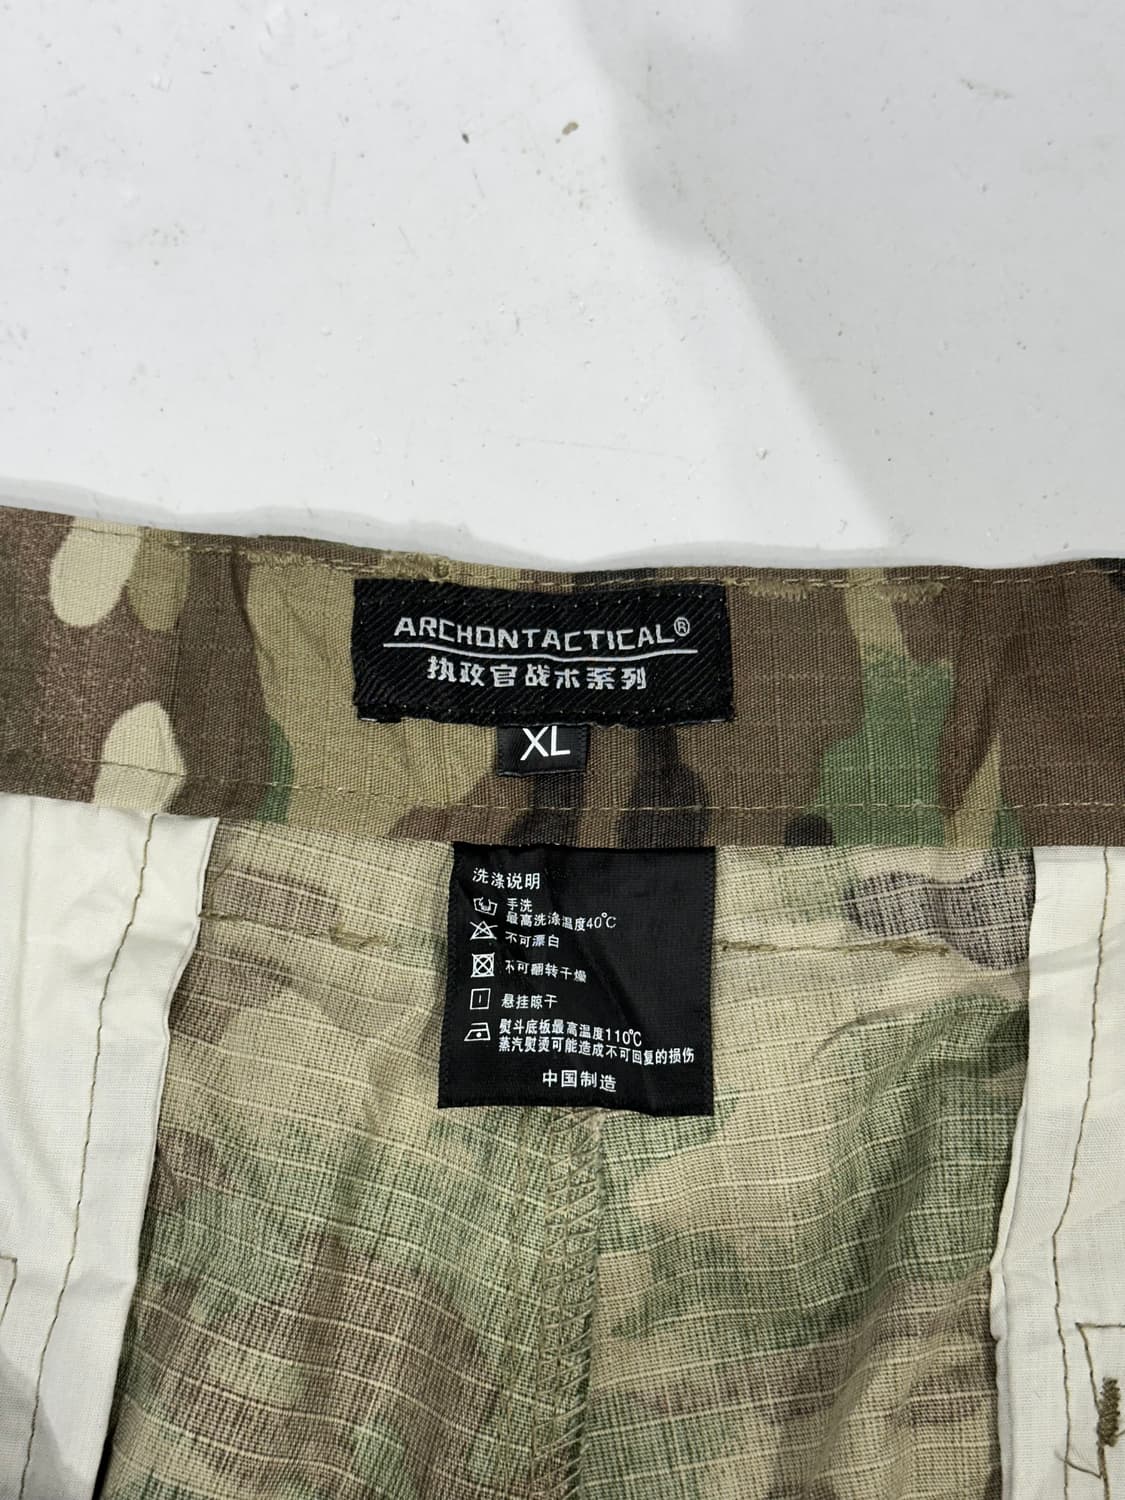 ARCHONTACTICAL®
执政官战术系列
XL
洗涤说明
手洗
最高洗涤温度40℃
不可漂白
不可翻转干燥
悬挂晾干
熨斗底板最高温度110℃
蒸汽熨烫可能造成不可回复的损伤
中国制造